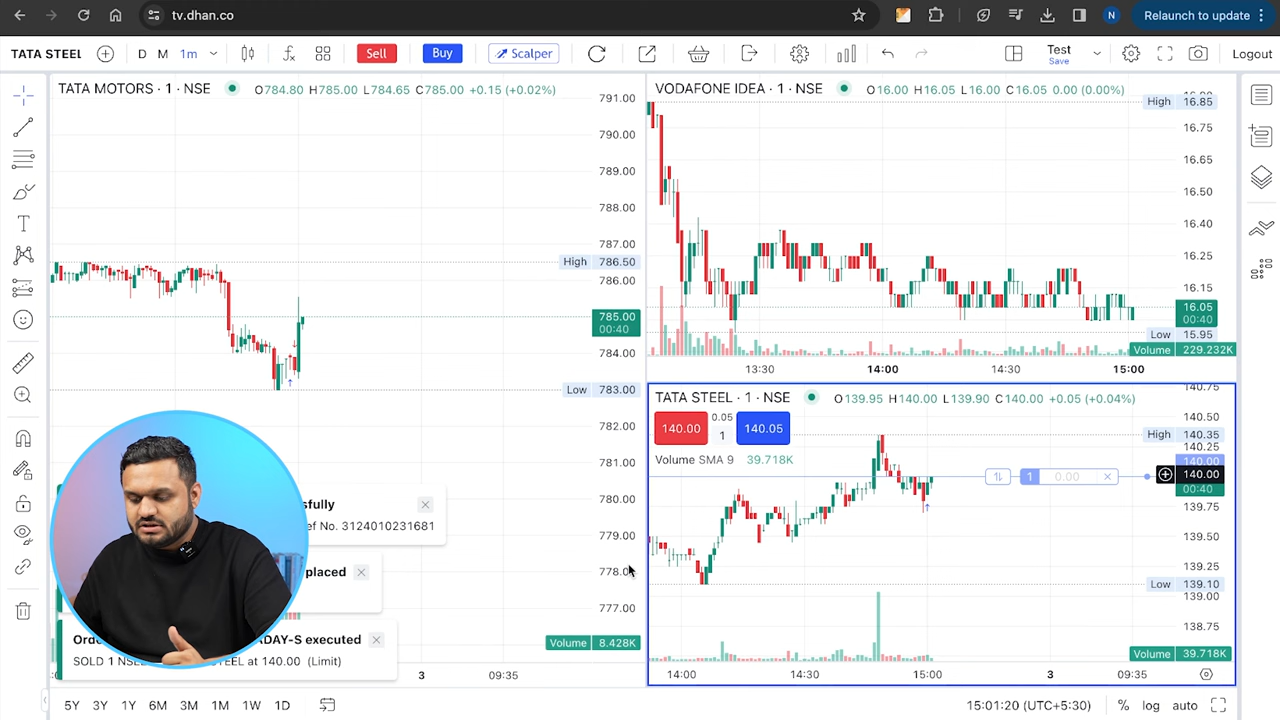 tv.dhan.co
N
Relaunch to update
TATA STEEL
D M 1m
Sell
Buy
Scalper
Test
Save
Logout
TATA MOTORS · 1 · NSE
O784.80 H785.00 L784.65 C785.00 +0.15 (+0.02%)
791.00
790.00
789.00
788.00
787.00
High 786.50
786.00
785.00
00:40
784.00
Low 783.00
782.00
781.00
780.00
779.00
778.00
777.00
Volume 8.428K
3
09:35
VODAFONE IDEA · 1 · NSE
O16.00 H16.05 L16.00 C16.05 0.00 (0.00%)
High 16.85
16.75
16.65
16.50
16.40
16.25
16.15
16.05
00:40
Low 15.95
Volume 229.232K
13:30
14:00
14:30
15:00
TATA STEEL · 1 · NSE
O139.95 H140.00 L139.90 C140.00 +0.05 (+0.04%)
140.00
0.05
1
140.05
Volume SMA 9 39.718K
140.75
140.50
High 140.35
140.25
140.00
140.00
00:40
1 0.00
139.75
139.50
139.25
Low 139.10
139.00
138.75
Volume 39.718K
14:00
14:30
15:00
3
09:35
ef No. 3124010231681
placed
executed
SOLD 1
at 140.00 (Limit)
5Y 3Y 1Y 6M 3M 1M 1W 1D
15:01:20 (UTC+5:30)
% log auto